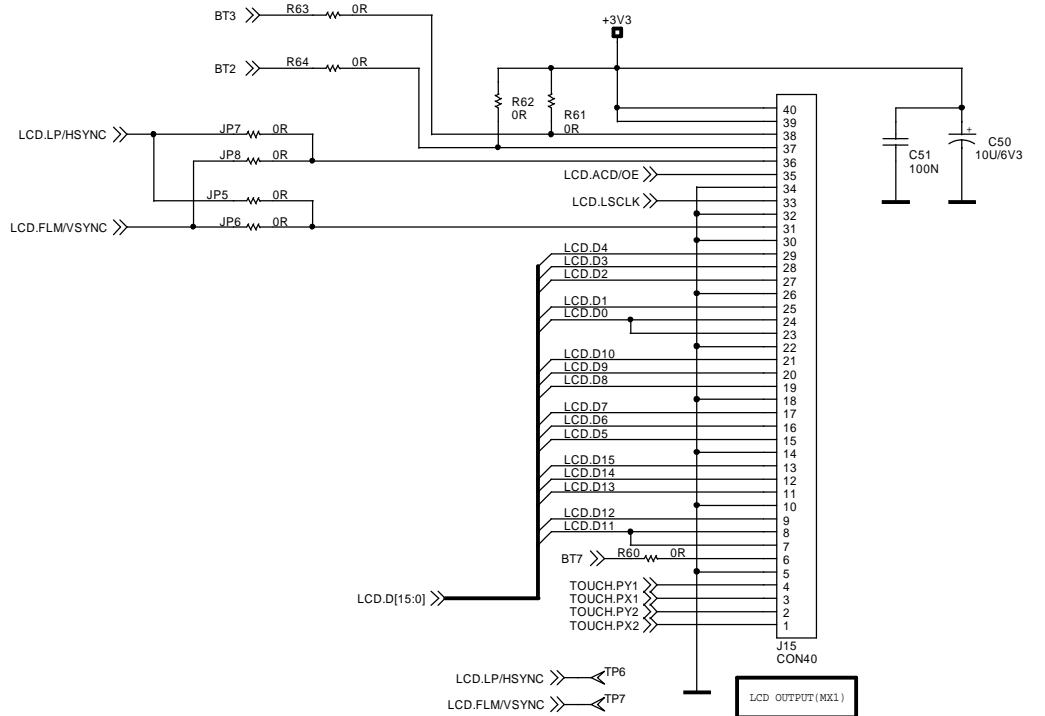 BT3 R63 0R
+3V3
BT2 R64 0R
R62
0R
R61
0R
LCD.LP/HSYNC JP7 0R
JP8 0R
JP5 0R
LCD.FLM/VSYNC JP6 0R
LCD.ACD/OE
LCD.LSCLK
C51
100N
+
C50
10U/6V3
40
39
38
37
36
35
34
33
32
31
30
LCD.D4 29
LCD.D3 28
LCD.D2 27
26
LCD.D1 25
LCD.D0 24
23
22
LCD.D10 21
LCD.D9 20
LCD.D8 19
18
LCD.D7 17
LCD.D6 16
LCD.D5 15
14
LCD.D15 13
LCD.D14 12
LCD.D13 11
10
LCD.D12 9
LCD.D11 8
7
BT7 R60 0R 6
5
TOUCH.PY1 4
TOUCH.PX1 3
TOUCH.PY2 2
TOUCH.PX2 1
LCD.D[15:0]
J15
CON40
LCD.LP/HSYNC TP6
LCD.FLM/VSYNC TP7
LCD OUTPUT(MX1)